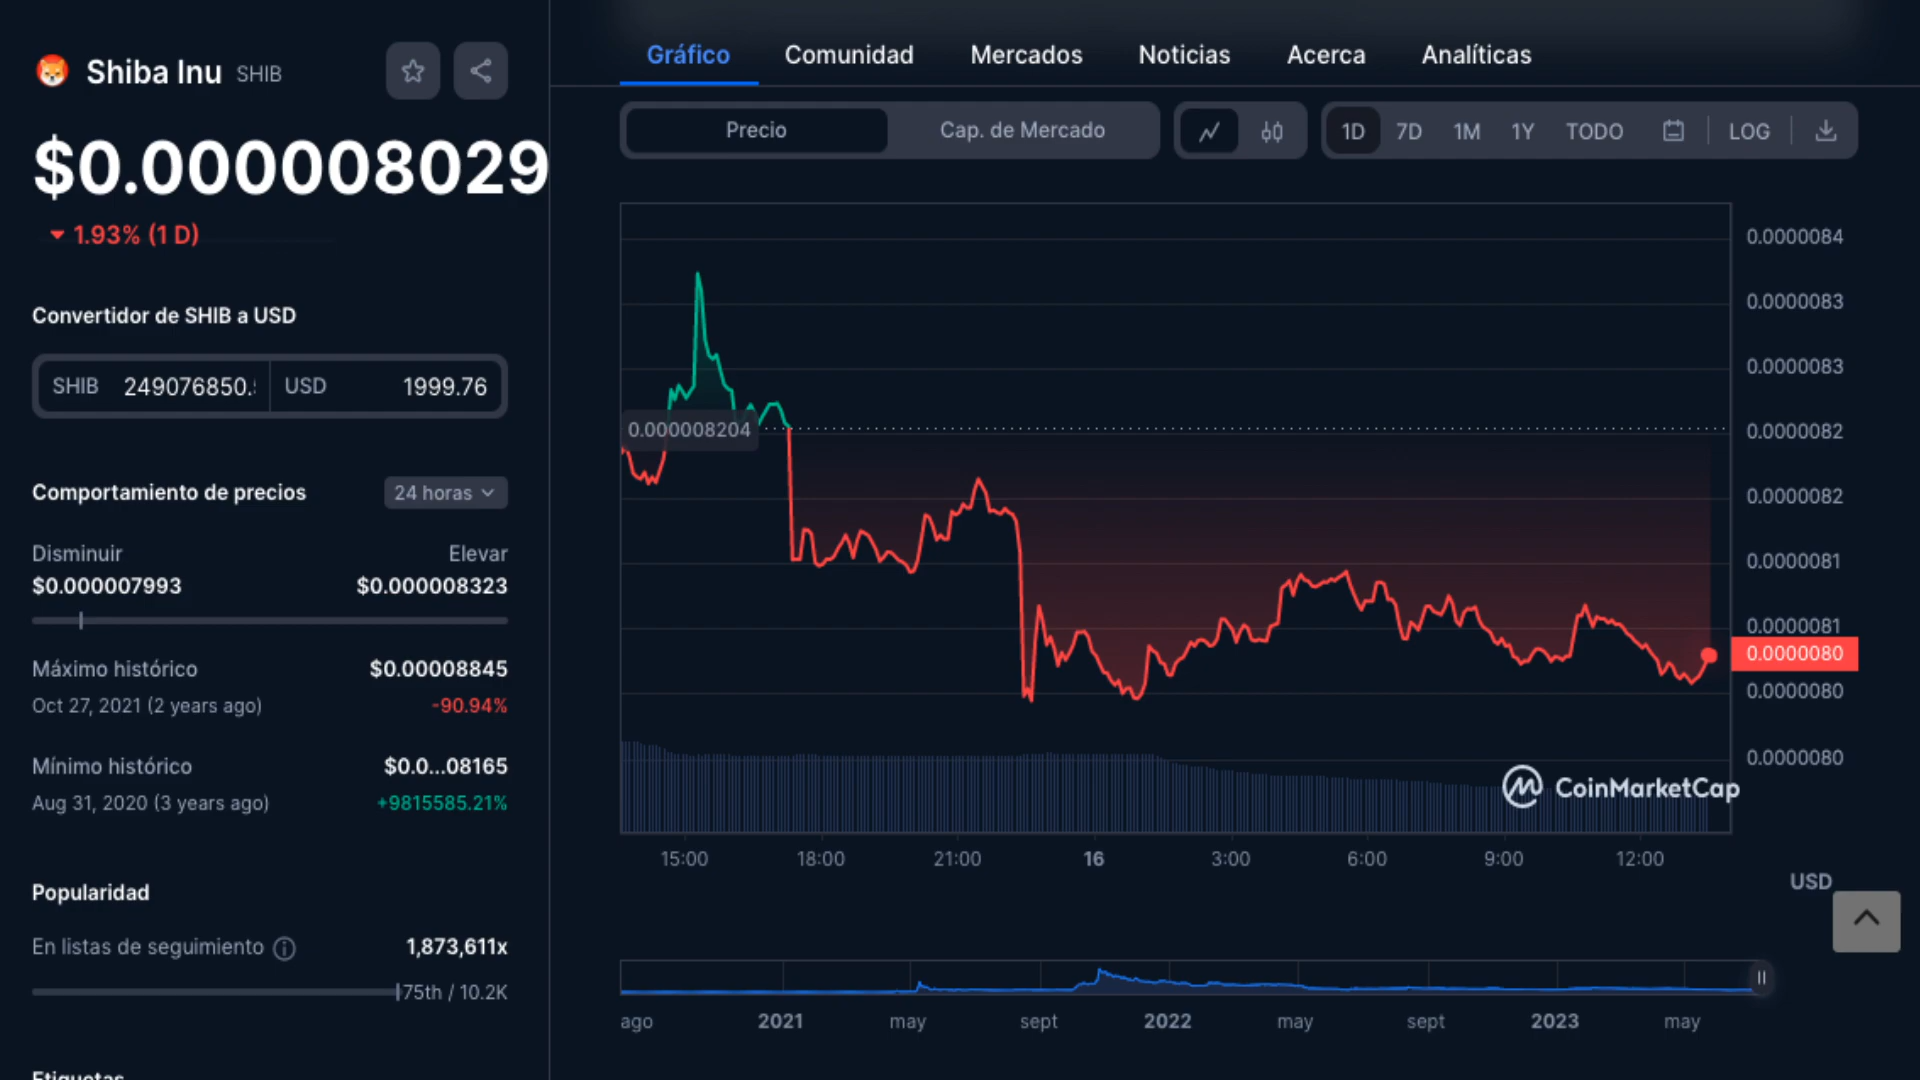 Shiba Inu SHIB
$0.000008029
1.93% (1 D)
Convertidor de SHIB a USD
SHIB 249076850. USD 1999.76
Comportamiento de precios 24 horas
Disminuir Elevar
$0.000007993 $0.000008323
Máximo histórico $0.00008845
Oct 27, 2021 (2 years ago) -90.94%
Mínimo histórico $0.0...08165
Aug 31, 2020 (3 years ago) +9815585.21%
Popularidad
En listas de seguimiento 1,873,611x
75th / 10.2K
Etiquetas
Gráfico Comunidad Mercados Noticias Acerca Analíticas
Precio Cap. de Mercado 1D 7D 1M 1Y TODO LOG
0.0000084
0.0000083
0.0000083
0.000008204
0.0000082
0.0000082
0.0000081
0.0000081
0.0000080
0.0000080
0.0000080
CoinMarketCap
15:00 18:00 21:00 16 3:00 6:00 9:00 12:00
USD
ago 2021 may sept 2022 may sept 2023 may